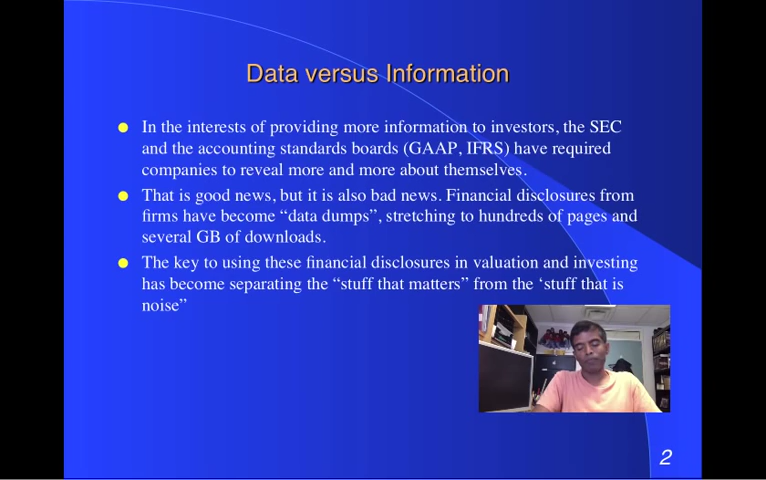 Data versus Information
In the interests of providing more information to investors, the SEC
and the accounting standards boards (GAAP, IFRS) have required
companies to reveal more and more about themselves.
That is good news, but it is also bad news. Financial disclosures from
firms have become “data dumps”, stretching to hundreds of pages and
several GB of downloads.
The key to using these financial disclosures in valuation and investing
has become separating the “stuff that matters” from the ‘stuff that is
noise”
2